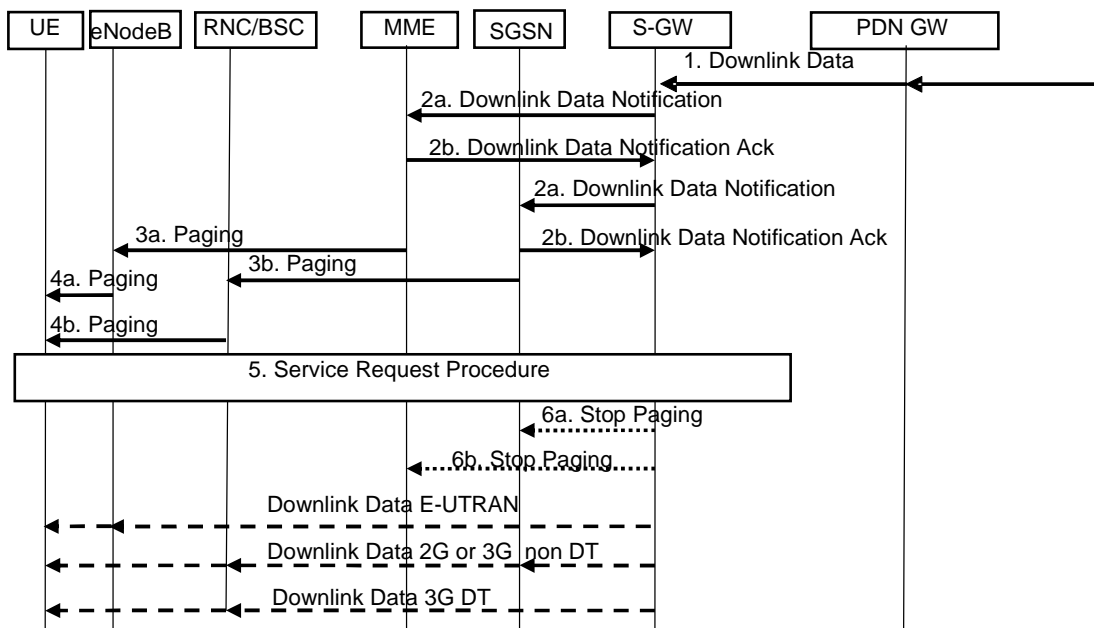 UE
eNodeB
RNC/BSC
MME
SGSN
S-GW
PDN GW
1. Downlink Data
2a. Downlink Data Notification
2b. Downlink Data Notification Ack
2a. Downlink Data Notification
3a. Paging
2b. Downlink Data Notification Ack
3b. Paging
4a. Paging
4b. Paging
5. Service Request Procedure
6a. Stop Paging
6b. Stop Paging
Downlink Data E-UTRAN
Downlink Data 2G or 3G non DT
Downlink Data 3G DT